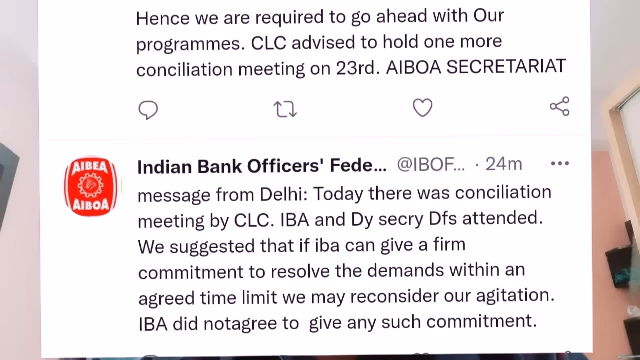 Hence we are required to go ahead with Our
programmes. CLC advised to hold one more
conciliation meeting on 23rd. AIBOA SECRETARIAT
AIBEA
AIBOA
Indian Bank Officers' Fede... @IBOF... · 24m
message from Delhi: Today there was conciliation
meeting by CLC. IBA and Dy secry Dfs attended.
We suggested that if iba can give a firm
commitment to resolve the demands within an
agreed time limit we may reconsider our agitation.
IBA did notagree to give any such commitment.